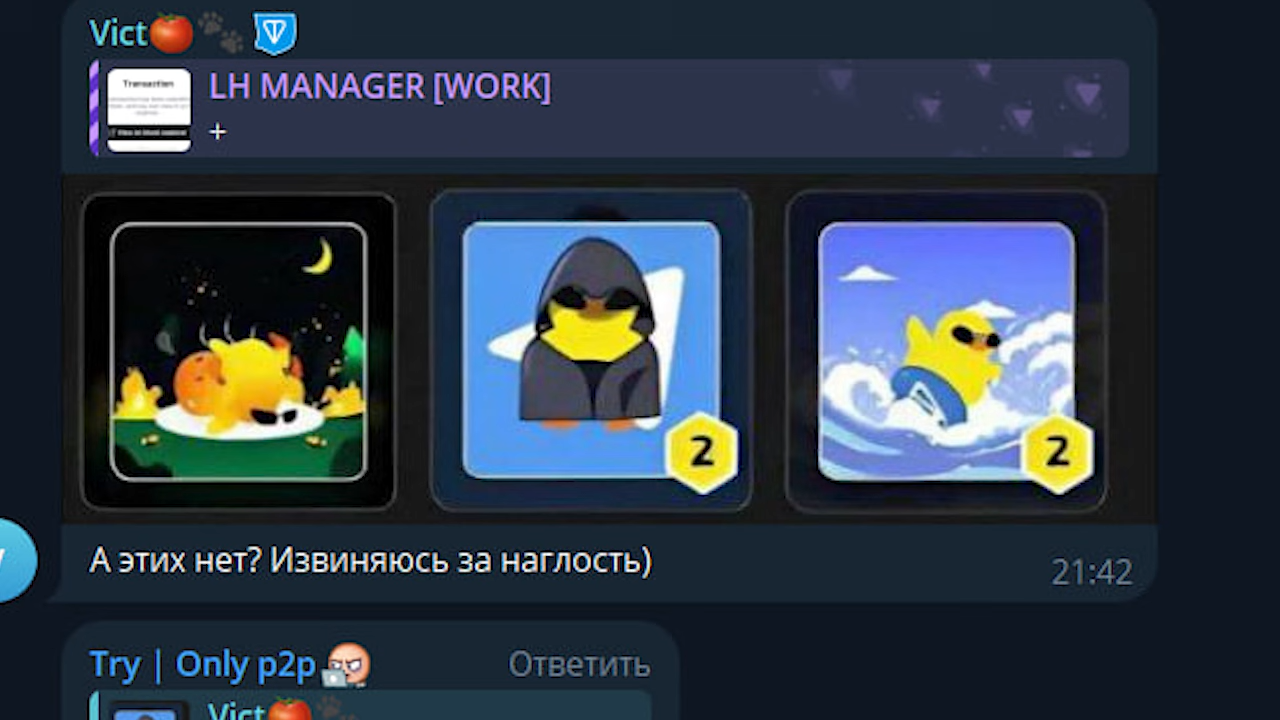 Vict
Transaction
LH MANAGER [WORK]
+
2
2
А этих нет? Извиняюсь за наглость)
21:42
Try | Only p2p
Ответить
Vict